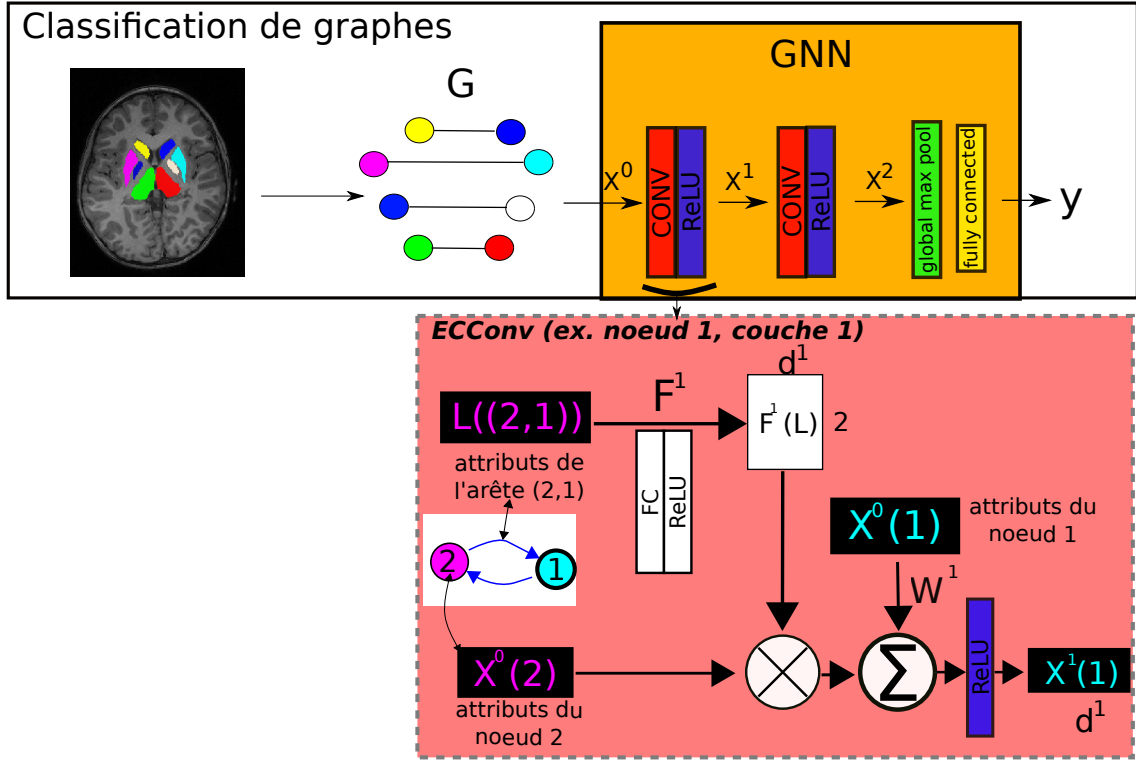 Classification de graphes
G
GNN
X⁰
CONV
ReLU
X¹
CONV
ReLU
X²
global max pool
fully connected
y
ECConv (ex. noeud 1, couche 1)
L((2,1))
F¹
d¹
F¹(L)
2
attributs de
l'arête (2,1)
FC
ReLU
2
1
X⁰(1)
attributs du
noeud 1
W¹
X⁰(2)
attributs du
noeud 2
Σ
ReLU
X¹(1)
d¹